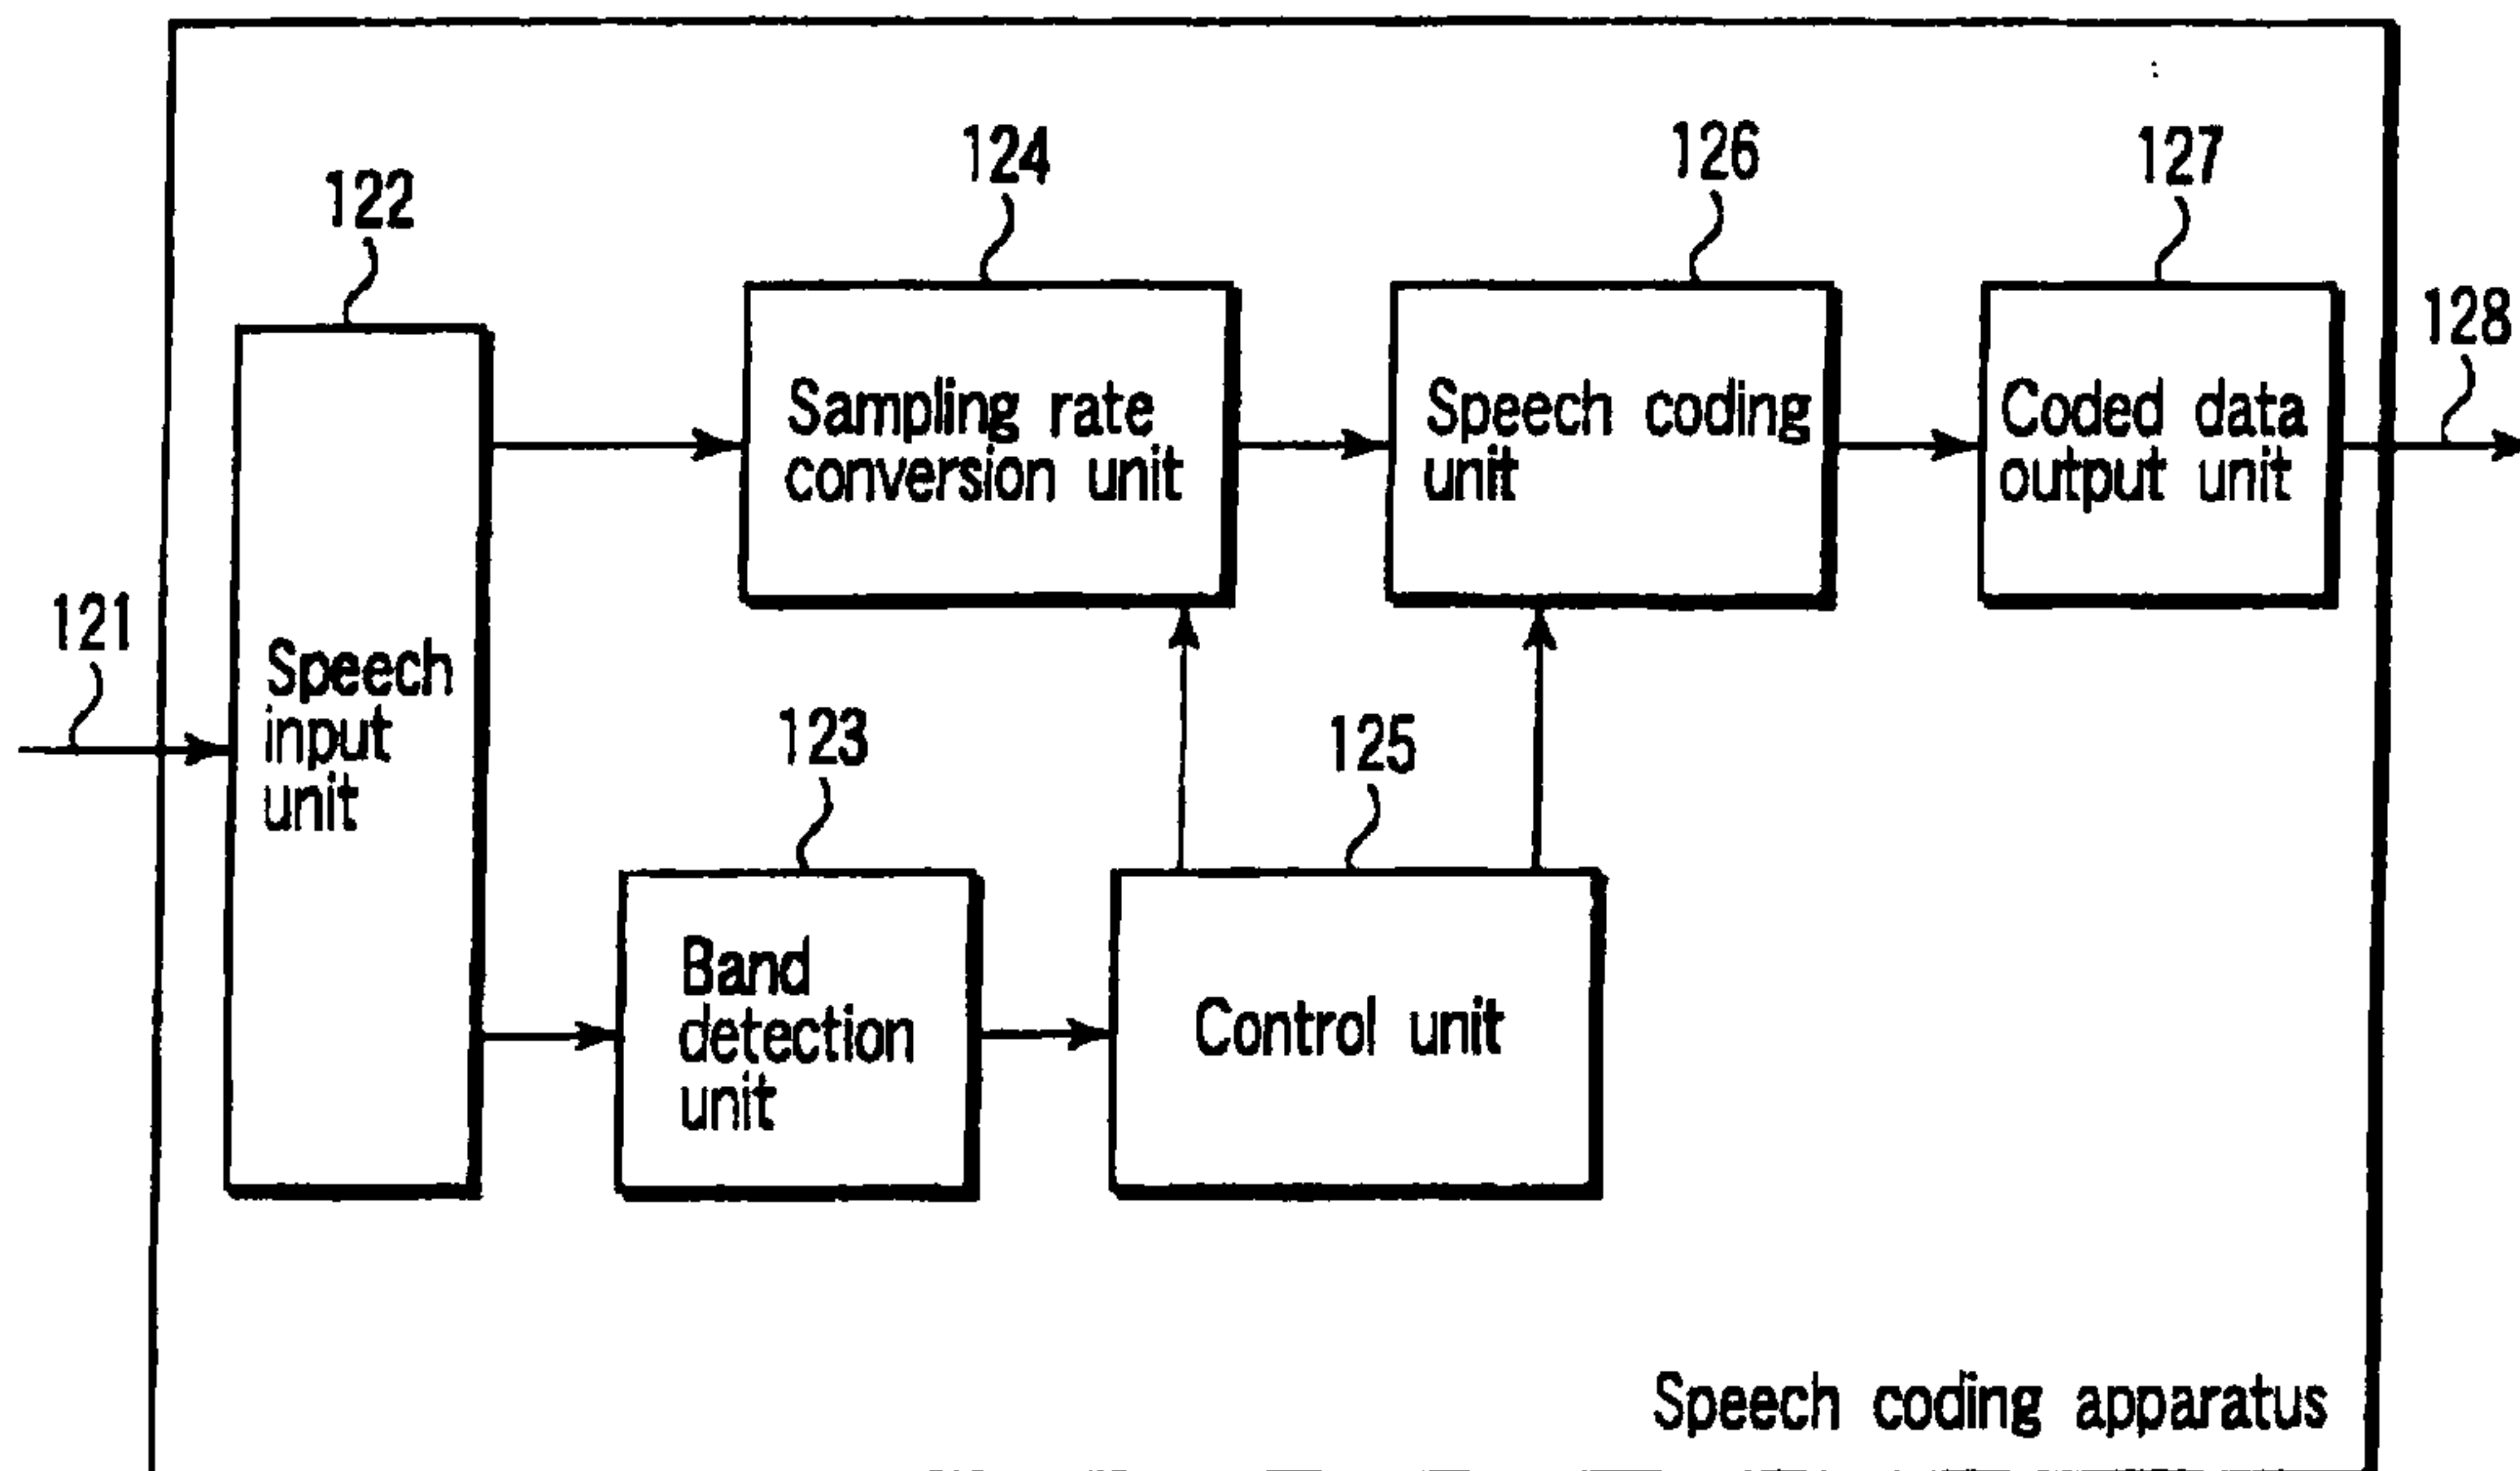 124
126
127
122
128
Sampling rate
conversion unit
Speech coding
unit
Coded data
output unit
121
Speech
input
unit
123
125
Band
detection
unit
Control unit
Speech coding apparatus